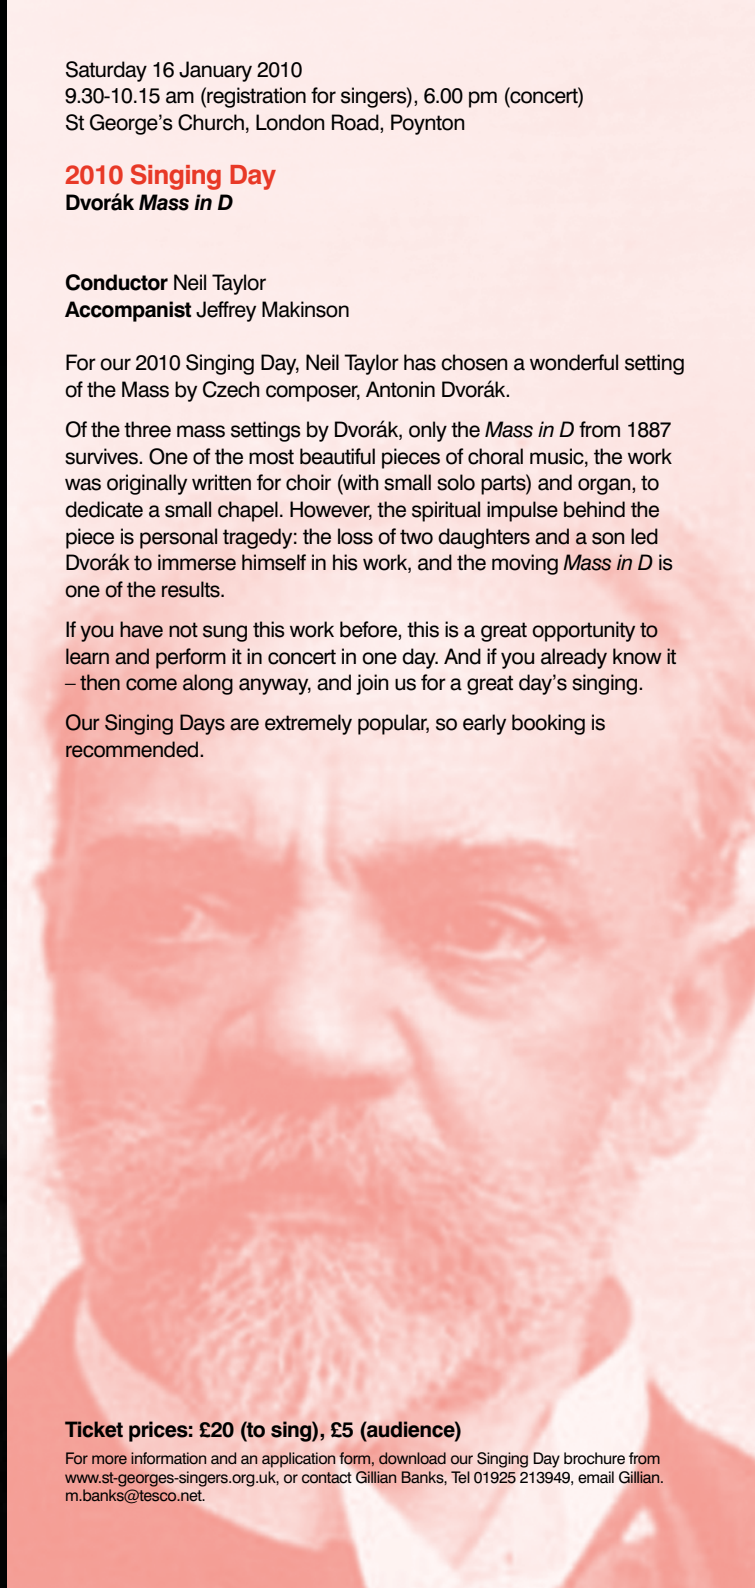 Saturday 16 January 2010
9.30-10.15 am (registration for singers), 6.00 pm (concert)
St George's Church, London Road, Poynton
2010 Singing Day
Dvorák Mass in D
Conductor Neil Taylor
Accompanist Jeffrey Makinson
For our 2010 Singing Day, Neil Taylor has chosen a wonderful setting
of the Mass by Czech composer, Antonin Dvorák.
Of the three mass settings by Dvorák, only the Mass in D from 1887
survives. One of the most beautiful pieces of choral music, the work
was originally written for choir (with small solo parts) and organ, to
dedicate a small chapel. However, the spiritual impulse behind the
piece is personal tragedy: the loss of two daughters and a son led
Dvorák to immerse himself in his work, and the moving Mass in D is
one of the results.
If you have not sung this work before, this is a great opportunity to
learn and perform it in concert in one day. And if you already know it
– then come along anyway, and join us for a great day's singing.
Our Singing Days are extremely popular, so early booking is
recommended.
Ticket prices: £20 (to sing), £5 (audience)
For more information and an application form, download our Singing Day brochure from
www.st-georges-singers.org.uk, or contact Gillian Banks, Tel 01925 213949, email Gillian.
m.banks@tesco.net.